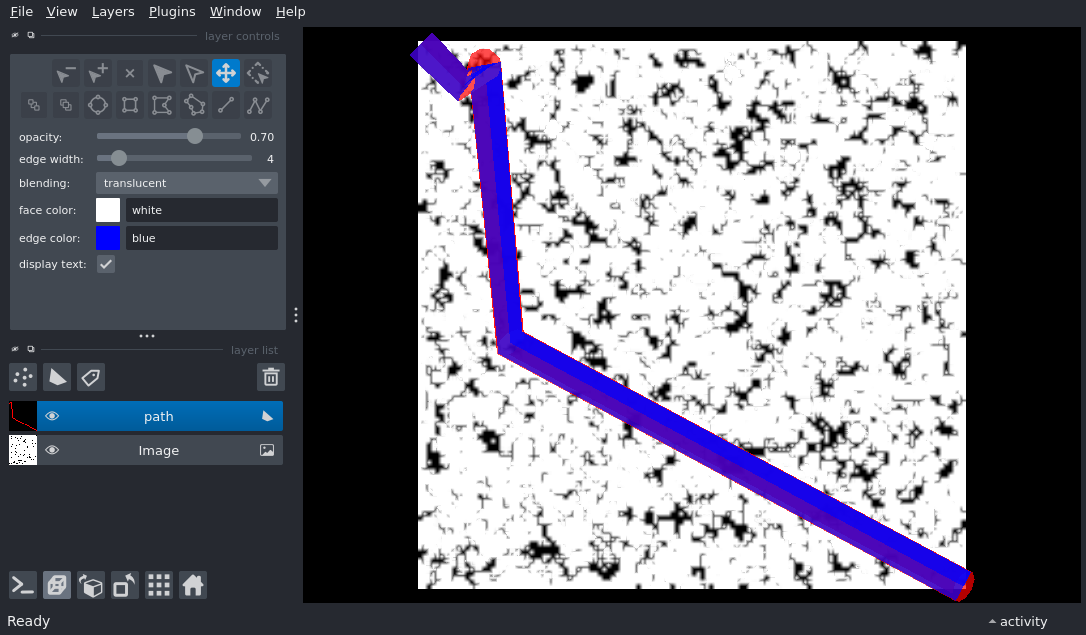 File View Layers Plugins Window Help
layer controls
opacity: 0.70
edge width: 4
blending: translucent
face color: white
edge color: blue
display text:
layer list
path
Image
Ready
activity